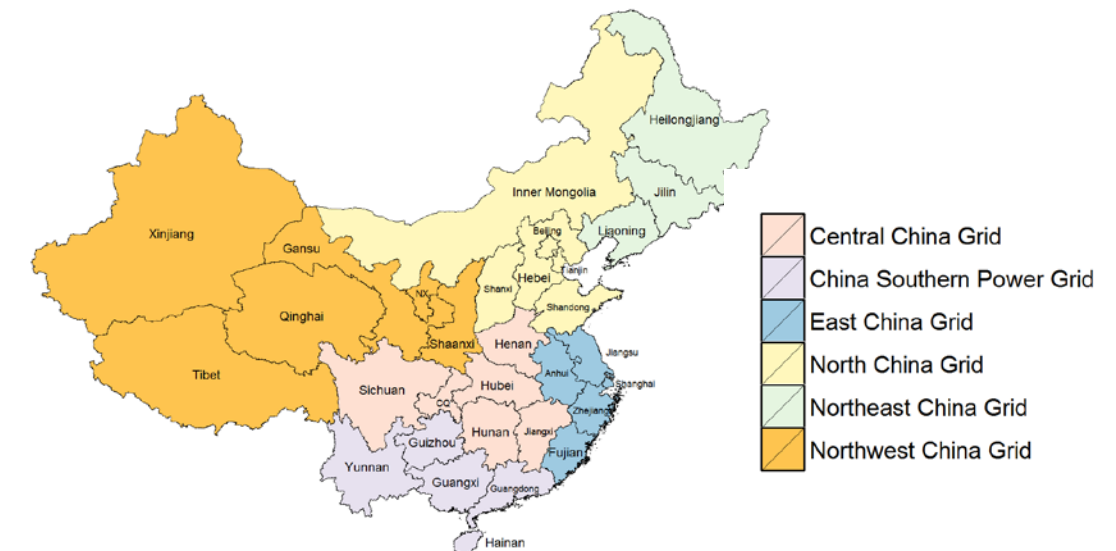 Heilongjiang
Inner Mongolia
Jilin
Xinjiang
Beijing
Liaoning
Gansu
Tianjin
Hebei
Shanxi
NX
Shandong
Qinghai
Shaanxi
Henan
Jiangsu
Tibet
Anhui
Sichuan
Hubei
Shanghai
CQ
Zhejiang
Hunan
Jiangxi
Guizhou
Fujian
Yunnan
Guangxi
Guangdong
Hainan
Central China Grid
China Southern Power Grid
East China Grid
North China Grid
Northeast China Grid
Northwest China Grid